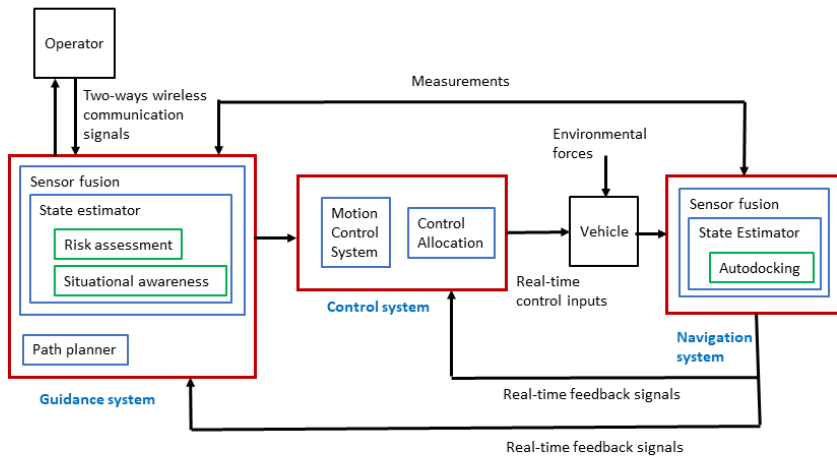 Operator
Two-ways wireless
communication
signals
Measurements
Environmental
forces
Sensor fusion
State estimator
Risk assessment
Situational awareness
Path planner
Guidance system
Motion
Control
System
Control
Allocation
Control system
Real-time
control inputs
Vehicle
Sensor fusion
State Estimator
Autodocking
Navigation
system
Real-time feedback signals
Real-time feedback signals